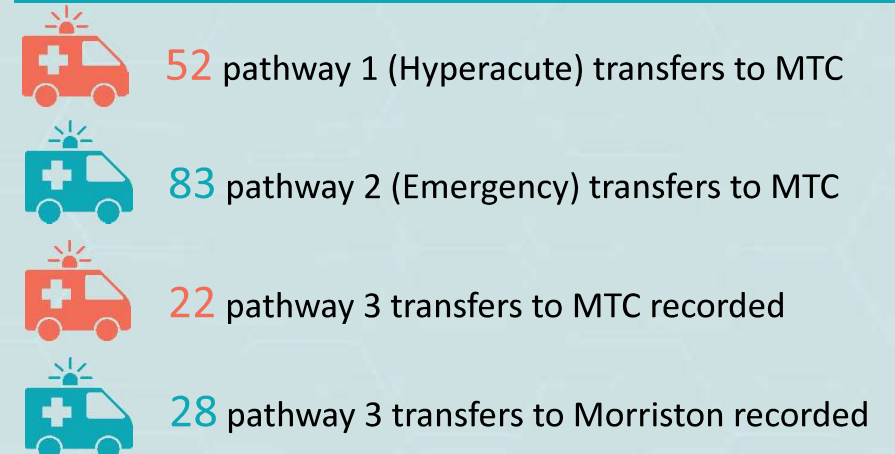 52 pathway 1 (Hyperacute) transfers to MTC
83 pathway 2 (Emergency) transfers to MTC
22 pathway 3 transfers to MTC recorded
28 pathway 3 transfers to Morriston recorded